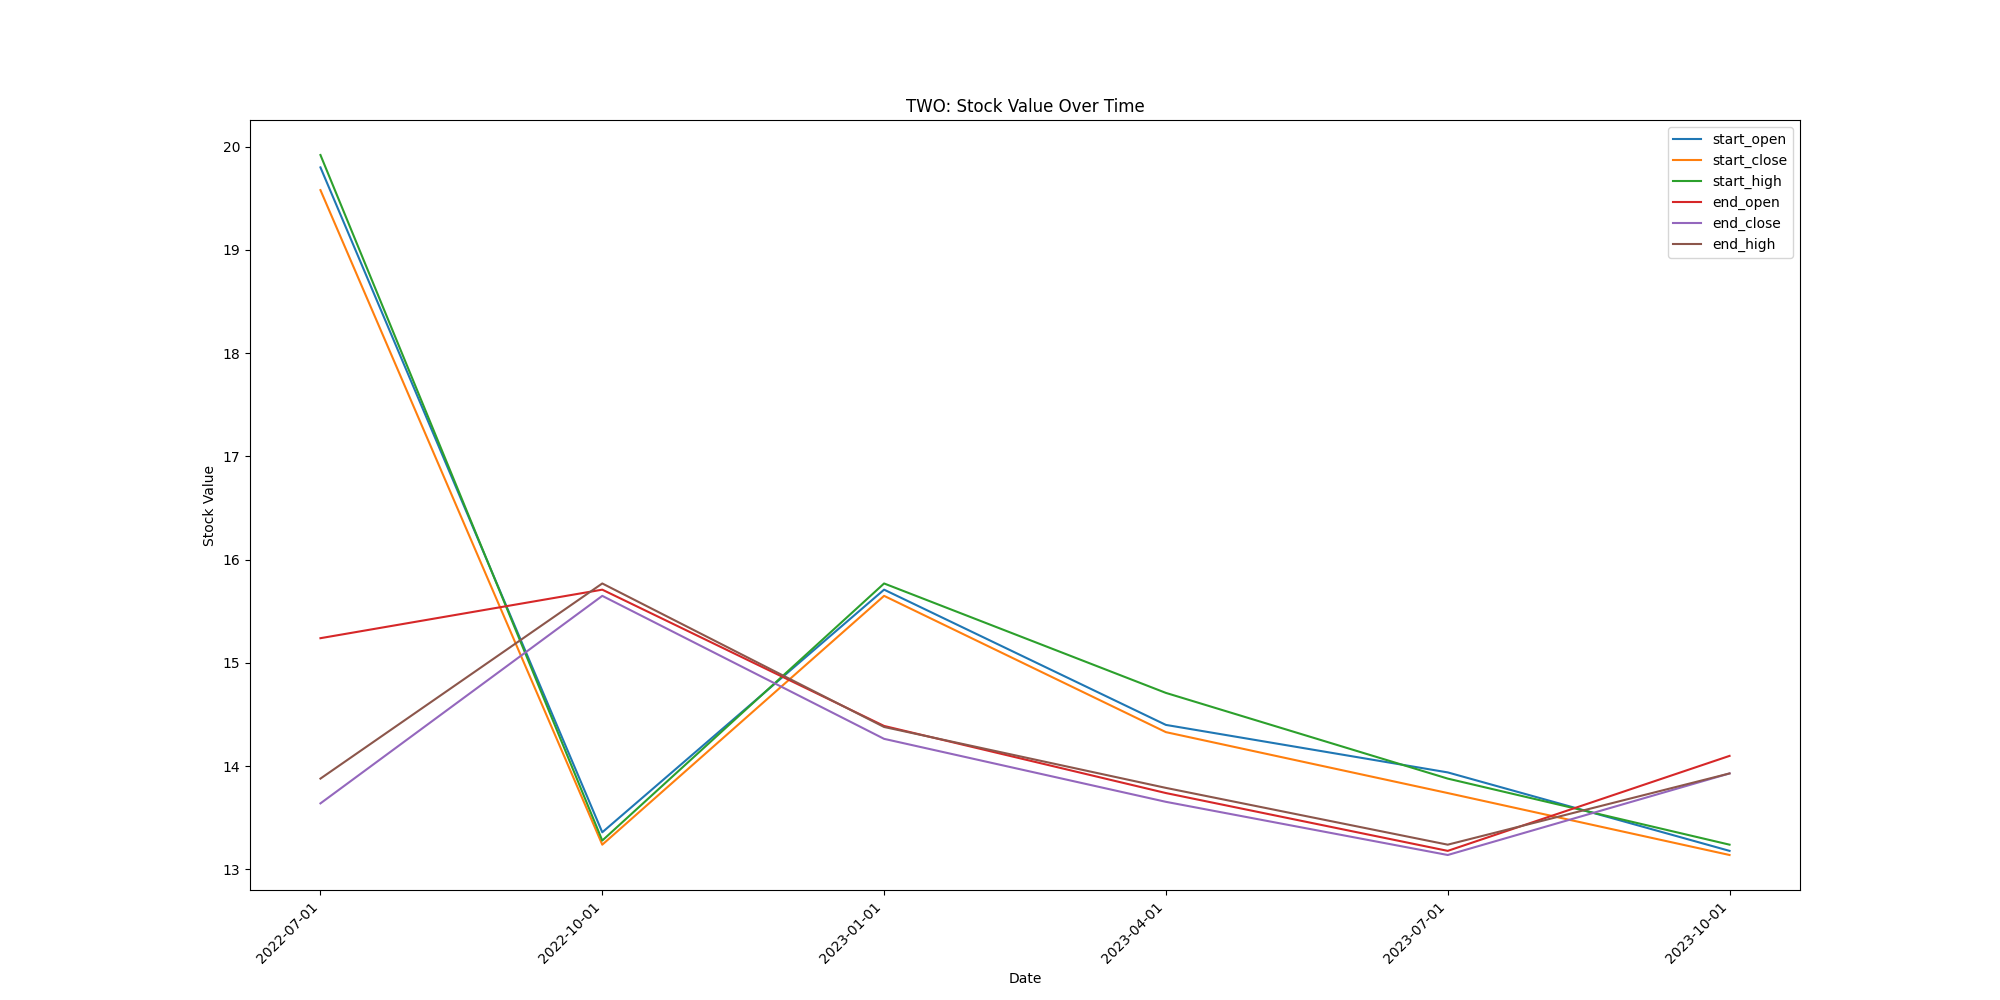 TWO: Stock Value Over Time
start_open
start_close
start_high
end_open
end_close
end_high
Stock Value
20
19
18
17
16
15
14
13
2022-07-01
2022-10-01
2023-01-01
2023-04-01
2023-07-01
2023-10-01
Date